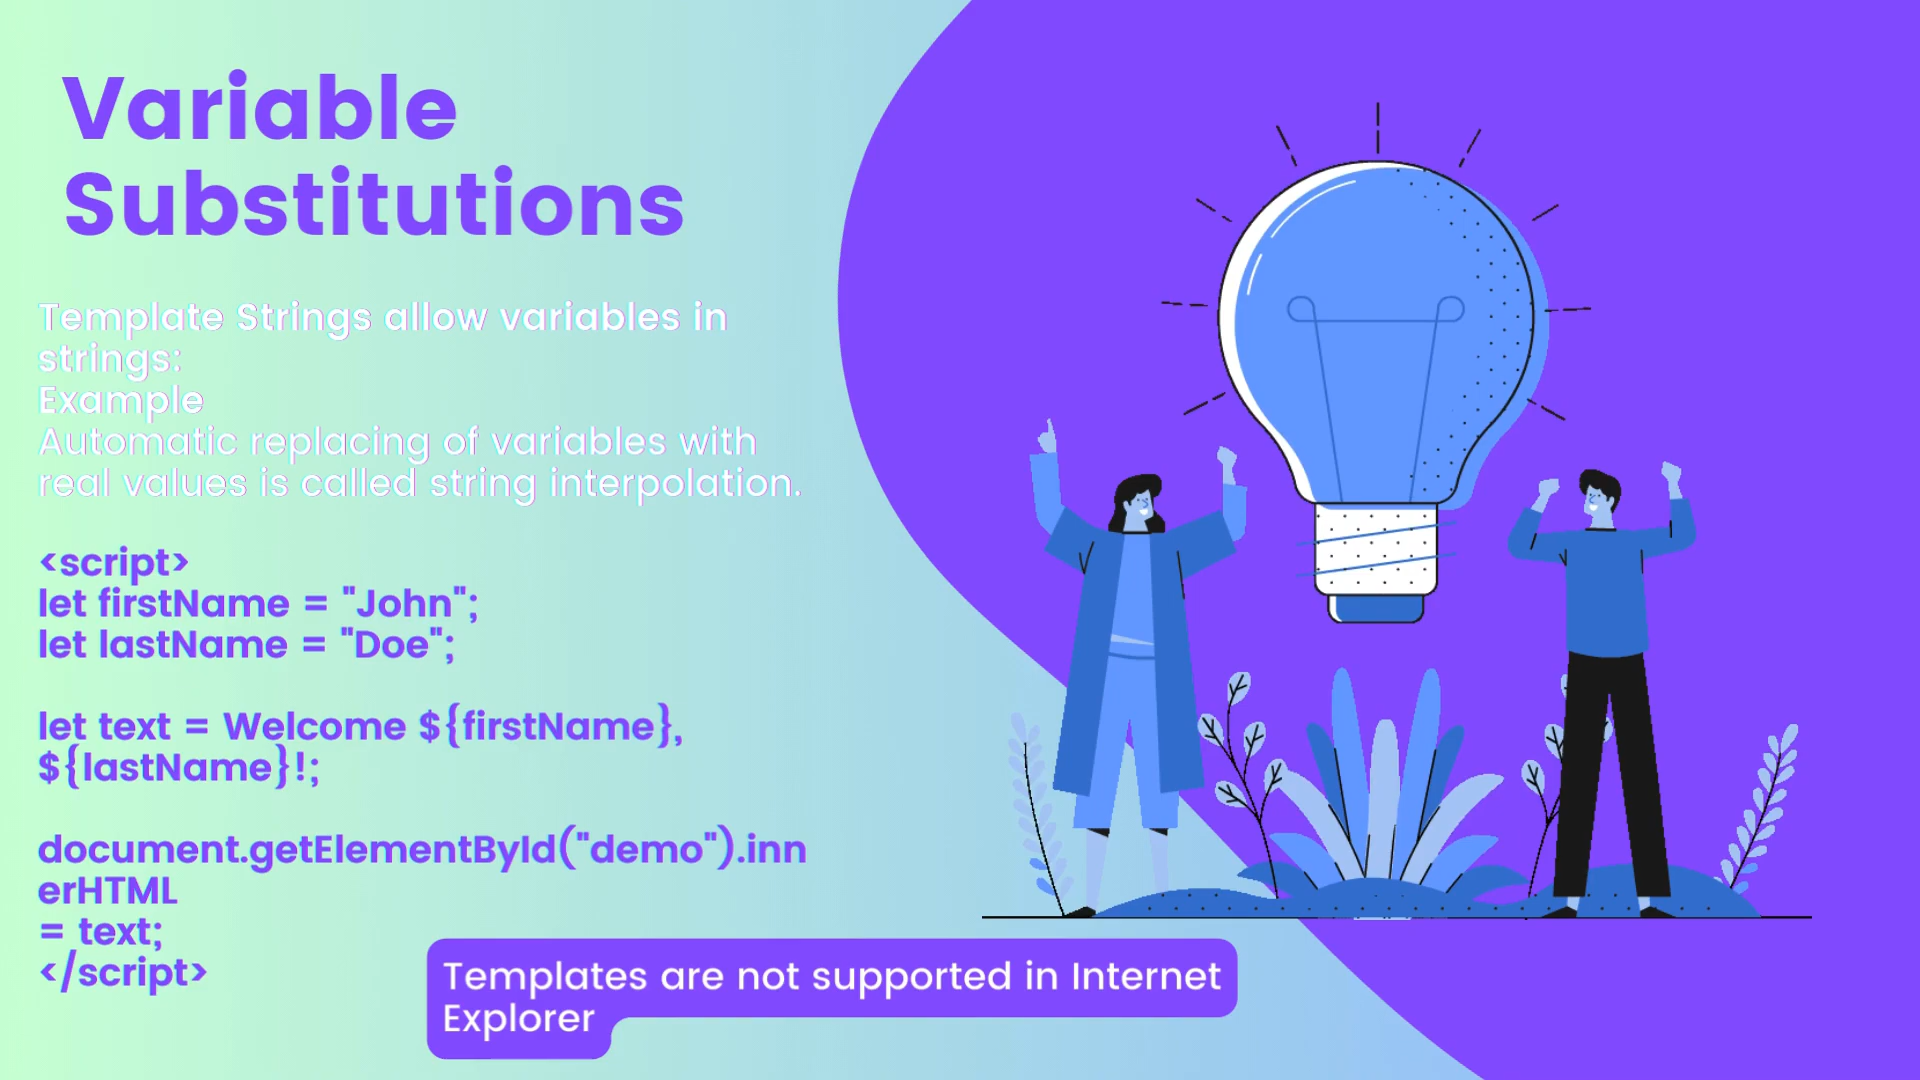 Variable
Substitutions
Template Strings allow variables in
strings:
Example
Automatic replacing of variables with
real values is called string interpolation.
<script>
let firstName = "John";
let lastName = "Doe";
let text = Welcome ${firstName},
${lastName}!;
document.getElementById("demo").inn
erHTML
= text;
</script>
Templates are not supported in Internet
Explorer